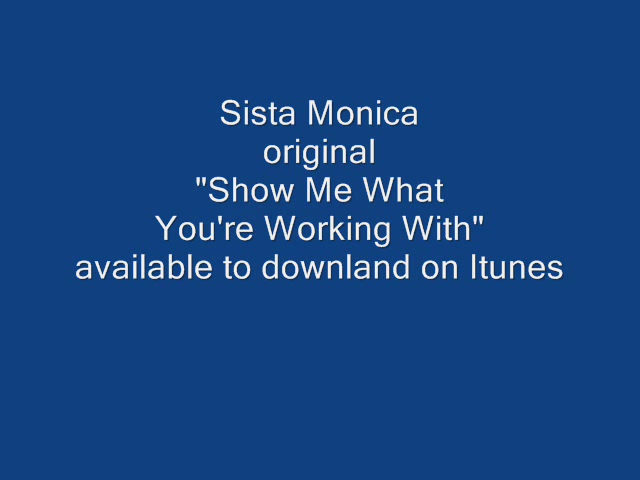 Sista Monica
original
"Show Me What
You're Working With"
available to downland on Itunes